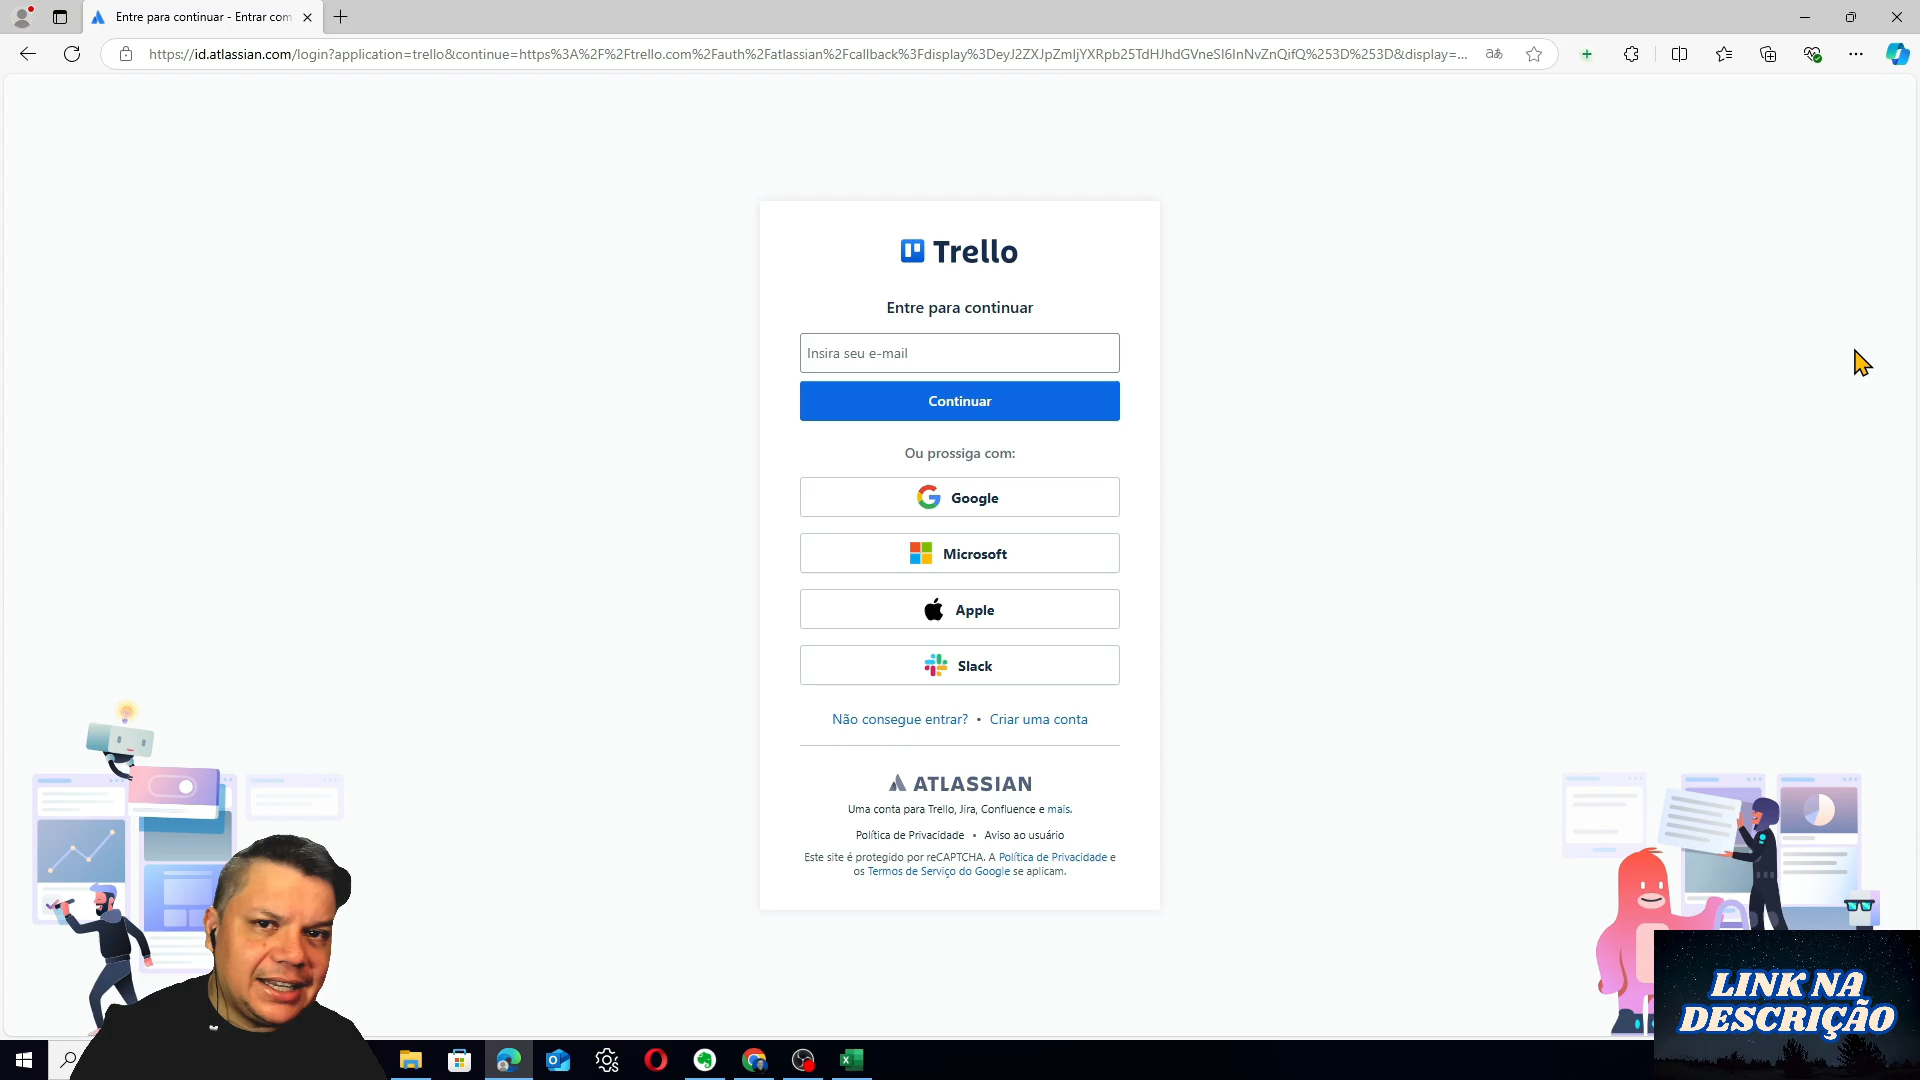 Entre para continuar - Entrar com
https://id.atlassian.com/login?application=trello&continue=https%3A%2F%2Ftrello.com%2Fauth%2Fatlassian%2Fcallback%3Fdisplay%3DeyJ2ZXJpZmljYXRpb25TdHJhdGVneSI6InNvZnQifQ%253D%253D&display=...
Trello
Entre para continuar
Insira seu e-mail
Continuar
Ou prossiga com:
Google
Microsoft
Apple
Slack
Não consegue entrar? • Criar uma conta
ATLASSIAN
Uma conta para Trello, Jira, Confluence e mais.
Política de Privacidade • Aviso ao usuário
Este site é protegido por reCAPTCHA. A Política de Privacidade e
os Termos de Serviço do Google se aplicam.
LINK NA
DESCRIÇÃO